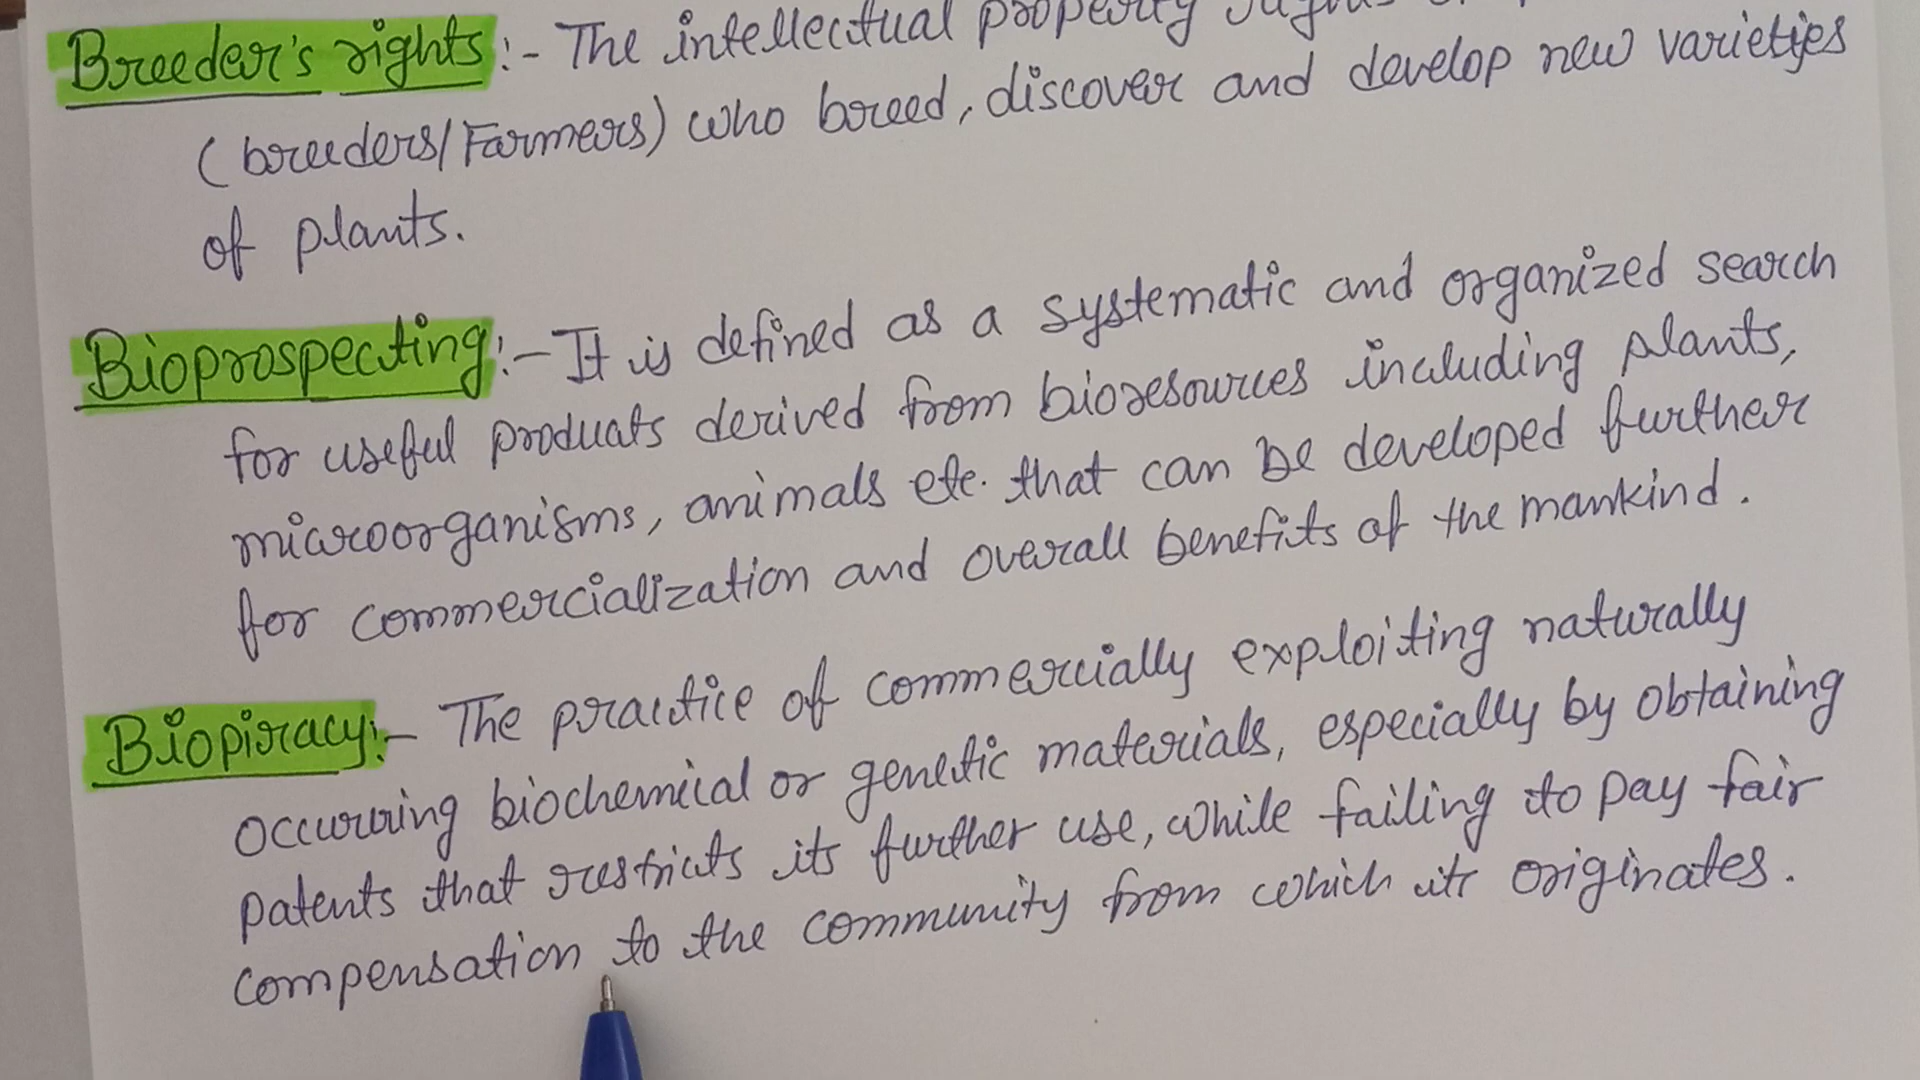 Breeder's rights :- The intellectual property
(breeders/Farmers) who breed, discover and develop new varieties
of plants.
Bioprospecting :- It is defined as a systematic and organized search
for useful products derived from bioresources including plants,
microorganisms, animals etc. that can be developed further
for commercialization and overall benefits of the mankind.
Biopiracy :- The practice of commercially exploiting naturally
occurring biochemical or genetic materials, especially by obtaining
patents that restricts its further use, while failing to pay fair
compensation to the community from which it originates.